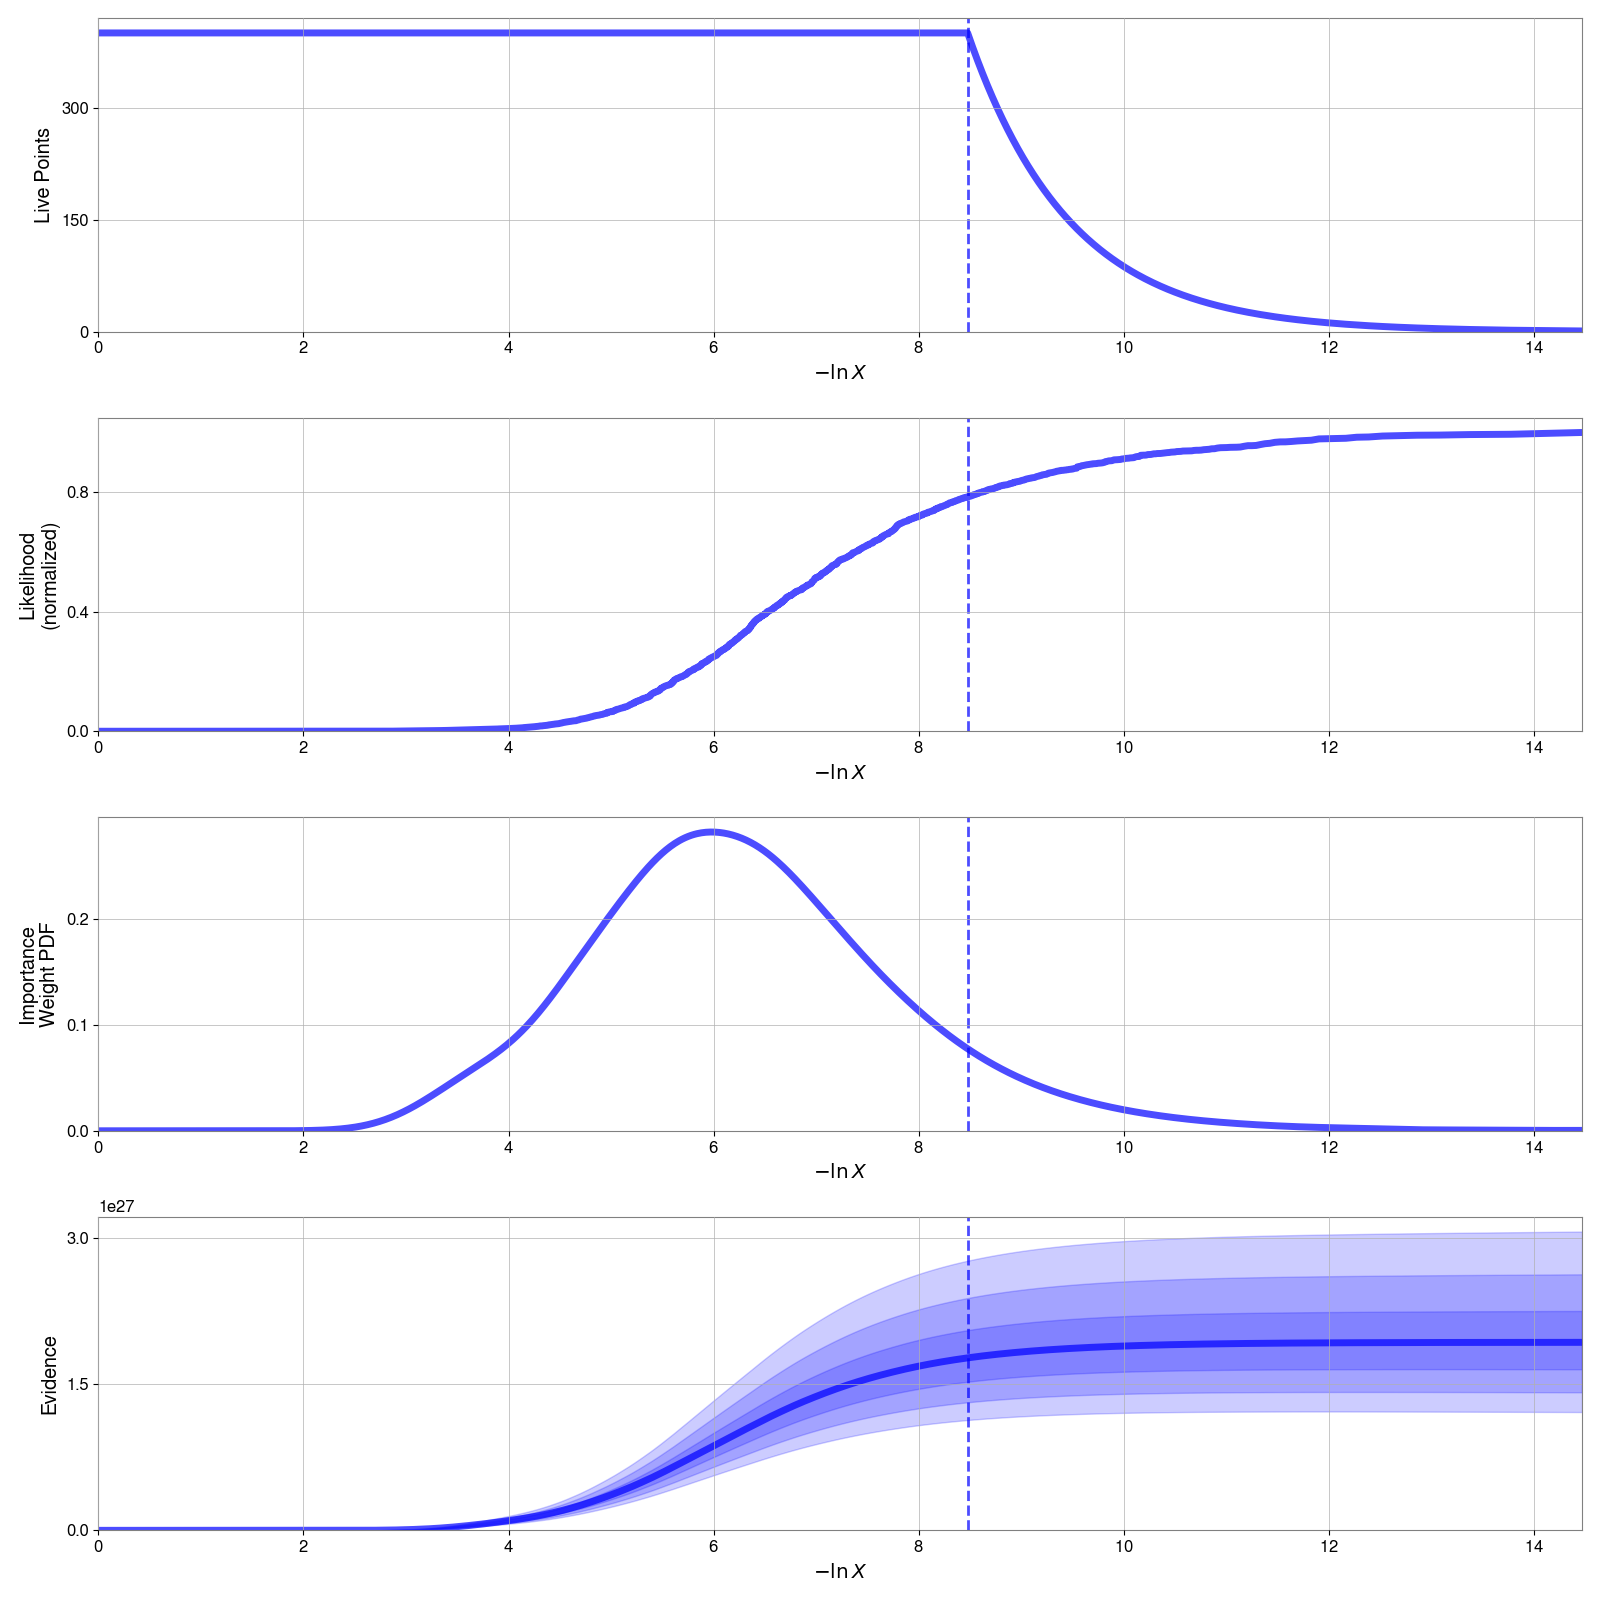 300
150
0
Live Points
0 2 4 6 8 10 12 14
−ln X
0.8
0.4
0.0
Likelihood
(normalized)
0 2 4 6 8 10 12 14
−ln X
0.2
0.1
0.0
Importance
Weight PDF
0 2 4 6 8 10 12 14
−ln X
1e27
3.0
1.5
0.0
Evidence
0 2 4 6 8 10 12 14
−ln X